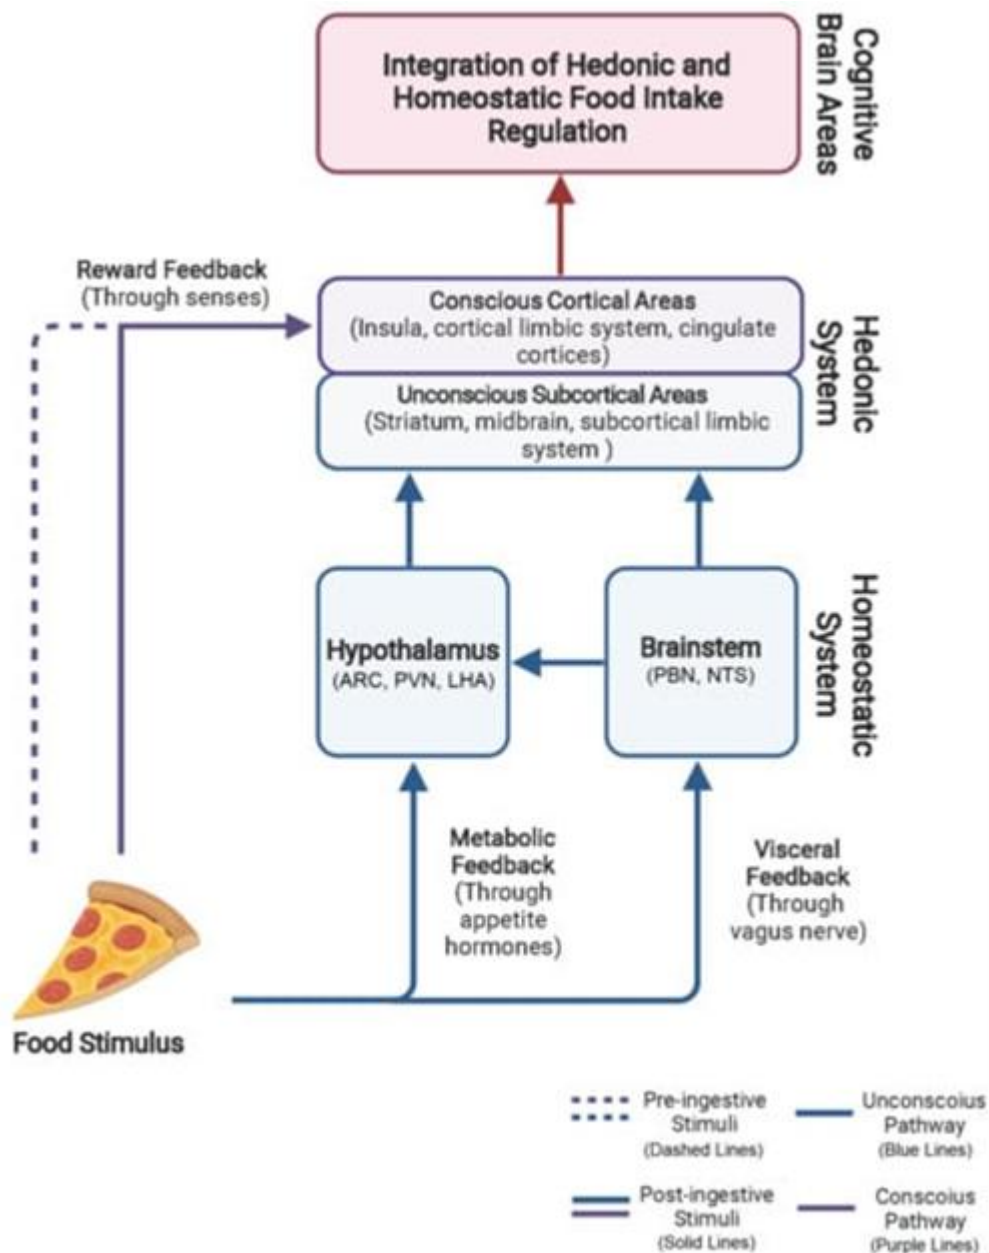 Integration of Hedonic and
Homeostatic Food Intake
Regulation
Cognitive
Brain Areas
Reward Feedback
(Through senses)
Conscious Cortical Areas
(Insula, cortical limbic system, cingulate
cortices)
Unconscious Subcortical Areas
(Striatum, midbrain, subcortical limbic
system )
Hedonic
System
Hypothalamus
(ARC, PVN, LHA)
Brainstem
(PBN, NTS)
Homeostatic
System
Metabolic
Feedback
(Through
appetite
hormones)
Visceral
Feedback
(Through
vagus nerve)
Food Stimulus
Pre-ingestive
Stimuli
(Dashed Lines)
Unconscoius
Pathway
(Blue Lines)
Post-ingestive
Stimuli
(Solid Lines)
Conscoius
Pathway
(Purple Lines)